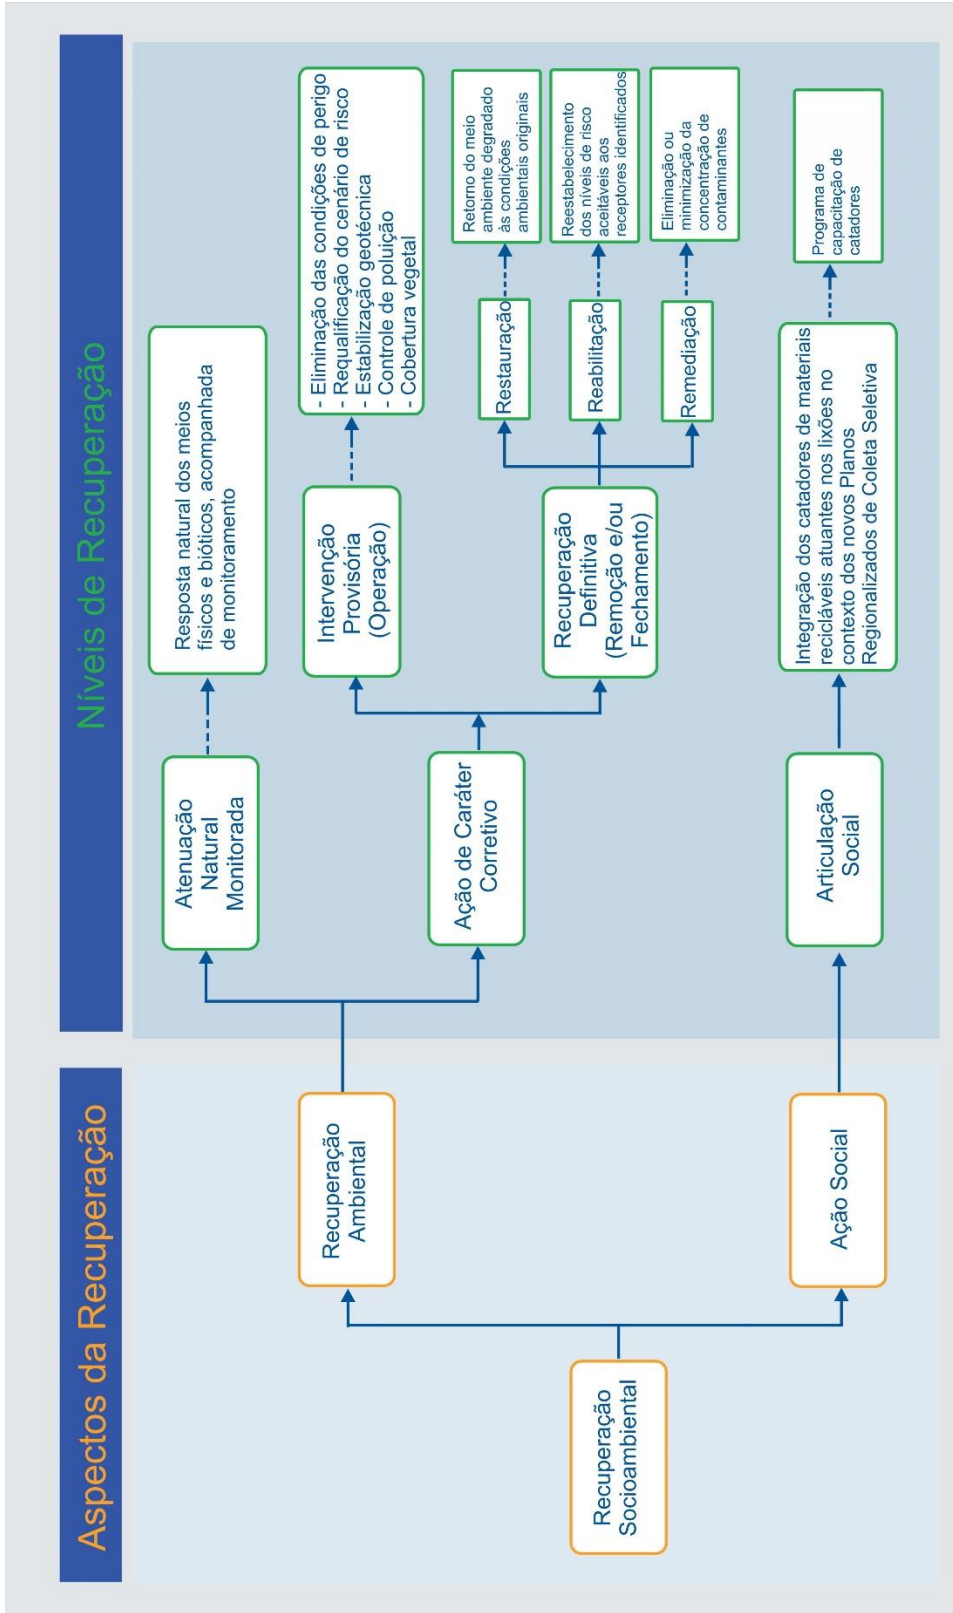 Aspectos da Recuperação
Níveis de Recuperação
Recuperação
Socioambiental
Recuperação
Ambiental
Ação Social
Atenuação
Natural
Monitorada
Resposta natural dos meios
físicos e bióticos, acompanhada
de monitoramento
Ação de Caráter
Corretivo
Intervenção
Provisória
(Operação)
- Eliminação das condições de perigo
- Requalificação do cenário de risco
- Estabilização geotécnica
- Controle de poluição
- Cobertura vegetal
Recuperação
Definitiva
(Remoção e/ou
Fechamento)
Restauração
Retorno do meio
ambiente degradado
às condições
ambientais originais
Reabilitação
Reestabelecimento
dos níveis de risco
aceitáveis aos
receptores identificados
Remediação
Eliminação ou
minimização da
concentração de
contaminantes
Articulação
Social
Integração dos catadores de materiais
recicláveis atuantes nos lixões no
contexto dos novos Planos
Regionalizados de Coleta Seletiva
Programa de
capacitação de
catadores